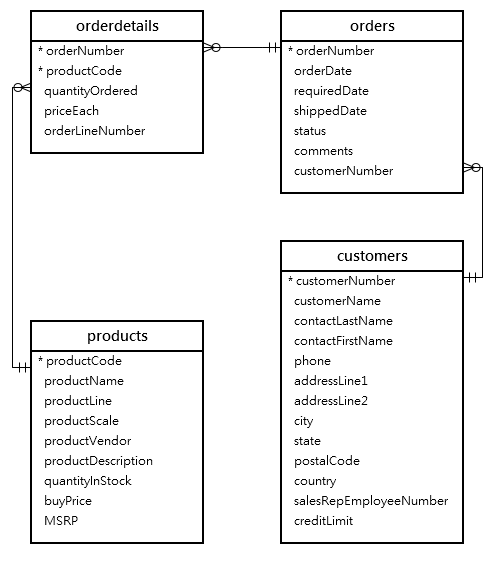 orderdetails
* orderNumber
* productCode
quantityOrdered
priceEach
orderLineNumber
orders
* orderNumber
orderDate
requiredDate
shippedDate
status
comments
customerNumber
products
* productCode
productName
productLine
productScale
productVendor
productDescription
quantityInStock
buyPrice
MSRP
customers
* customerNumber
customerName
contactLastName
contactFirstName
phone
addressLine1
addressLine2
city
state
postalCode
country
salesRepEmployeeNumber
creditLimit